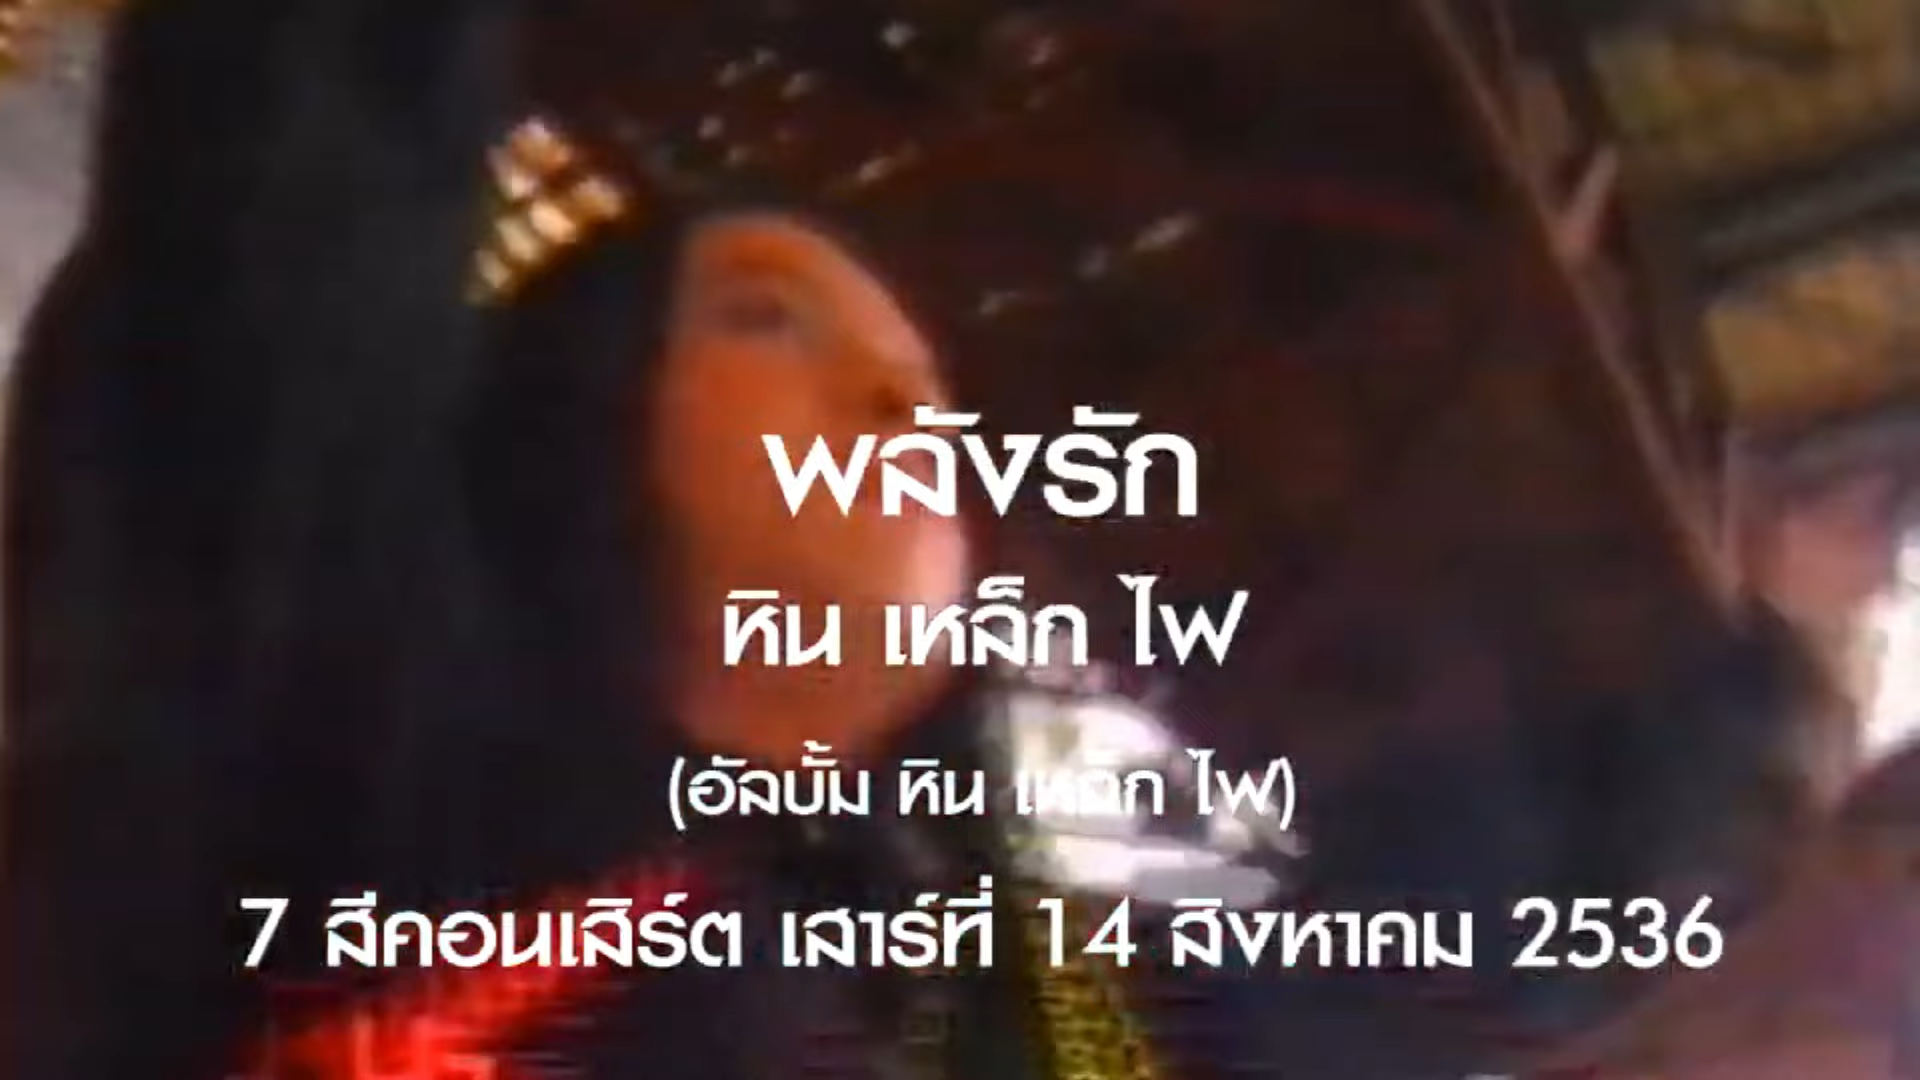 พลังรัก
หิน เหล็ก ไฟ
(อัลบั้ม หิน เหล็ก ไฟ)
7 สีคอนเสิร์ต เสาร์ที่ 14 สิงหาคม 2536